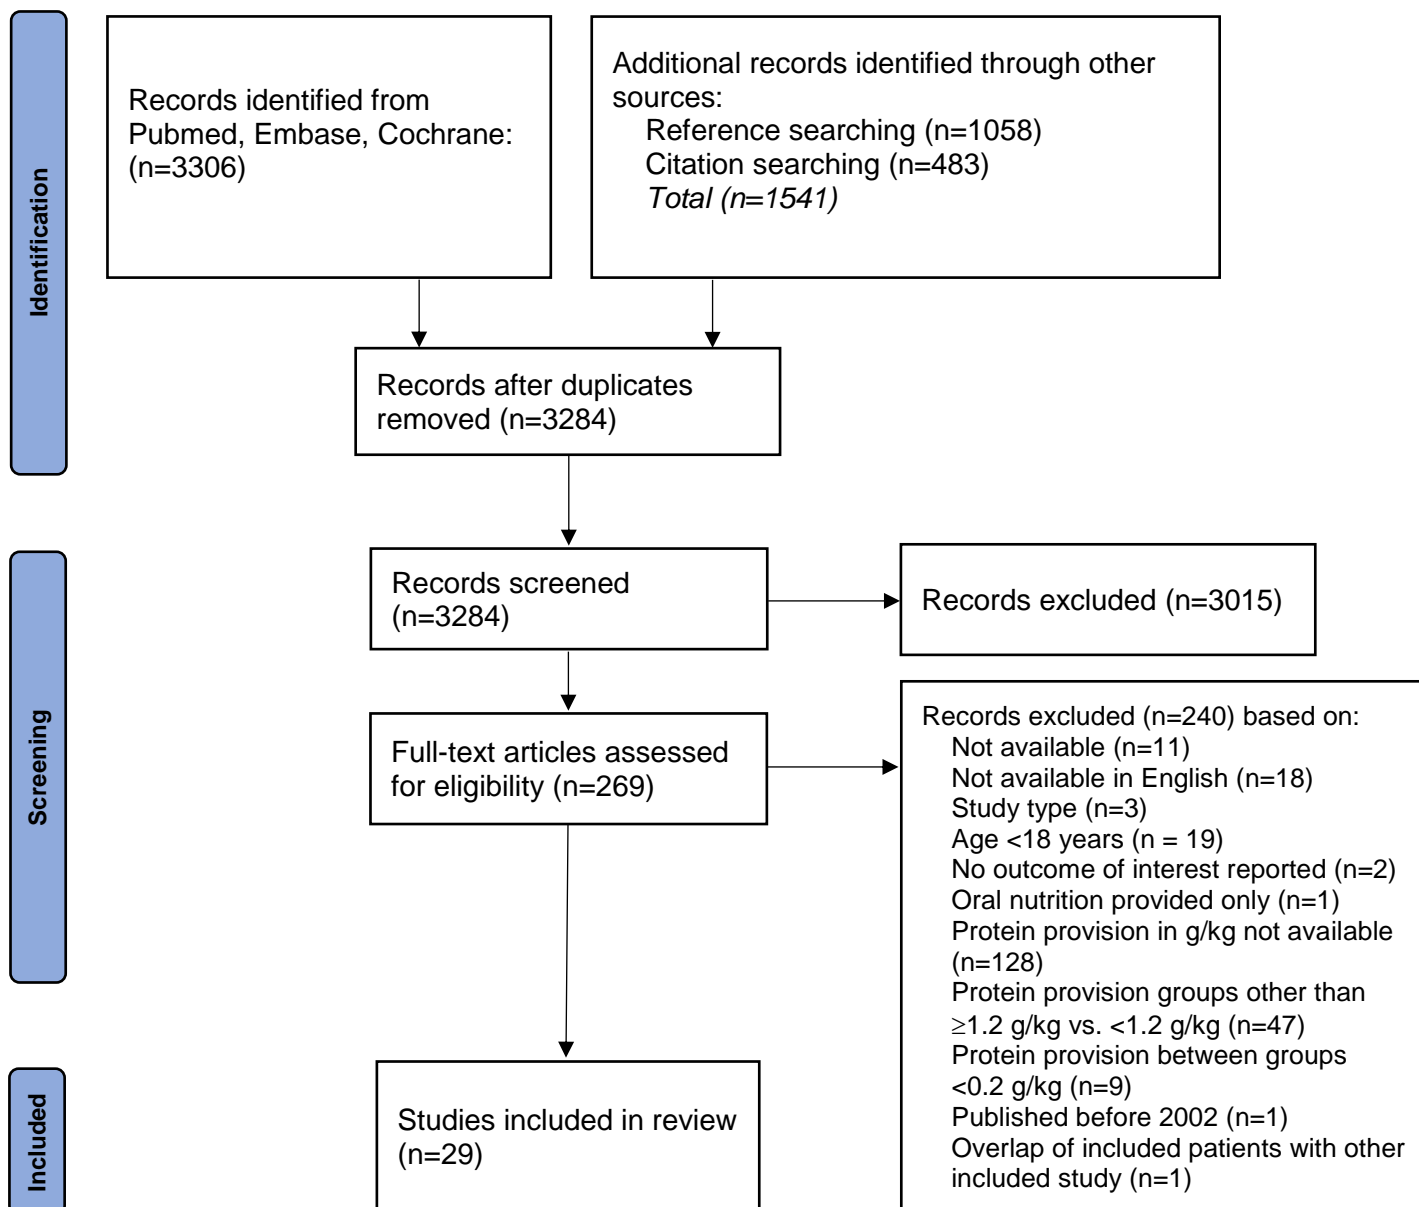 Identification
Records identified from
Pubmed, Embase, Cochrane:
(n=3306)
Additional records identified through other
sources:
Reference searching (n=1058)
Citation searching (n=483)
Total (n=1541)
Records after duplicates
removed (n=3284)
Screening
Records screened
(n=3284)
Records excluded (n=3015)
Full-text articles assessed
for eligibility (n=269)
Records excluded (n=240) based on:
Not available (n=11)
Not available in English (n=18)
Study type (n=3)
Age <18 years (n = 19)
No outcome of interest reported (n=2)
Oral nutrition provided only (n=1)
Protein provision in g/kg not available
(n=128)
Protein provision groups other than
≥1.2 g/kg vs. <1.2 g/kg (n=47)
Protein provision between groups
<0.2 g/kg (n=9)
Published before 2002 (n=1)
Overlap of included patients with other
included study (n=1)
Included
Studies included in review
(n=29)